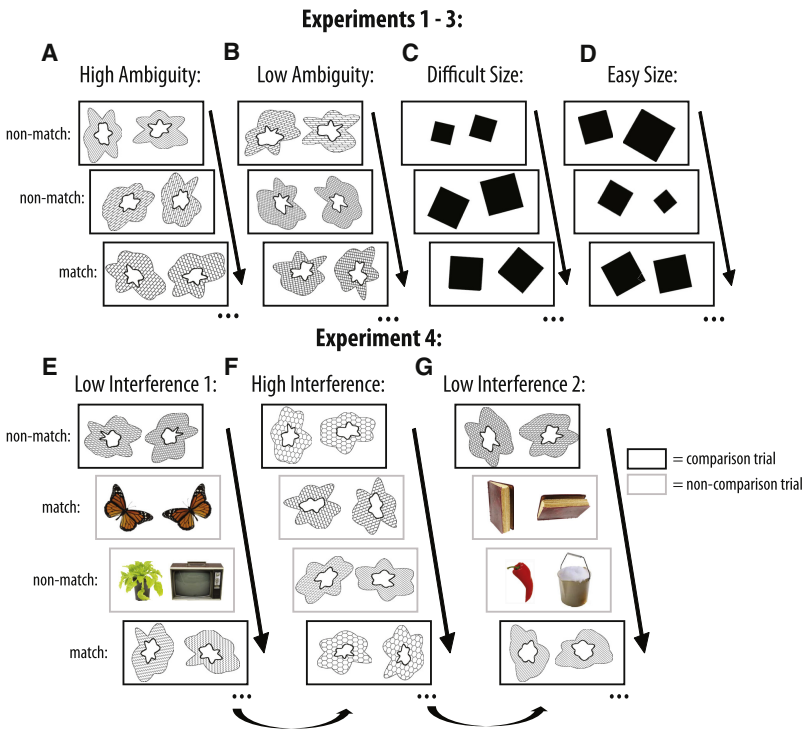 Experiments 1 - 3:
A High Ambiguity:
B Low Ambiguity:
C Difficult Size:
D Easy Size:
non-match:
non-match:
match:
...
...
...
...
Experiment 4:
E Low Interference 1:
F High Interference:
G Low Interference 2:
non-match:
match:
non-match:
match:
= comparison trial
= non-comparison trial
...
...
...